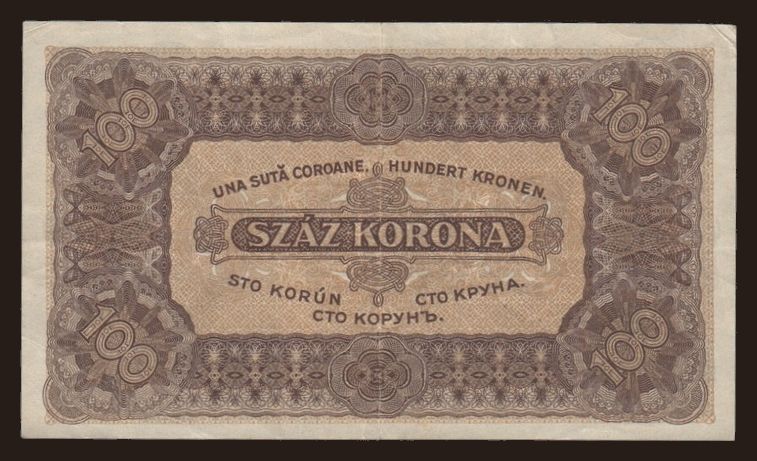 100 100
UNA SUTĂ COROANE. HUNDERT KRONEN.
SZÁZ KORONA
STO KORÚN СТО КРУНА.
СТО КОРУНЪ.
100 100